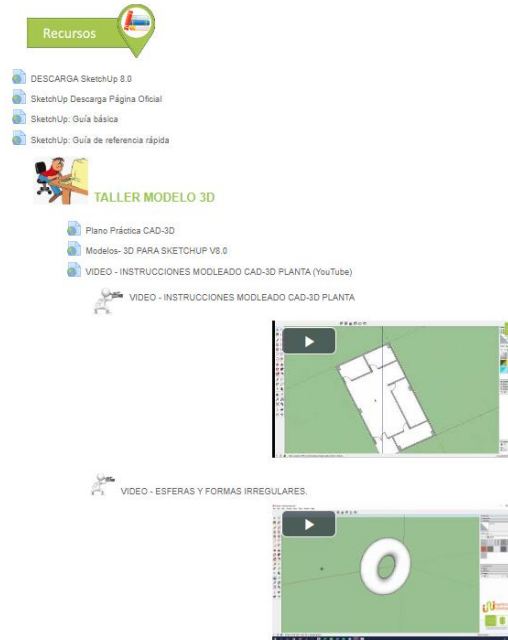 Recursos
DESCARGA SketchUp 8.0
SketchUp Descarga Página Oficial
SketchUp: Guía básica
SketchUp: Guía de referencia rápida
TALLER MODELO 3D
Plano Práctica CAD-3D
Modelos- 3D PARA SKETCHUP V8.0
VIDEO - INSTRUCCIONES MODLEADO CAD-3D PLANTA (YouTube)
VIDEO - INSTRUCCIONES MODLEADO CAD-3D PLANTA
VIDEO - ESFERAS Y FORMAS IRREGULARES.